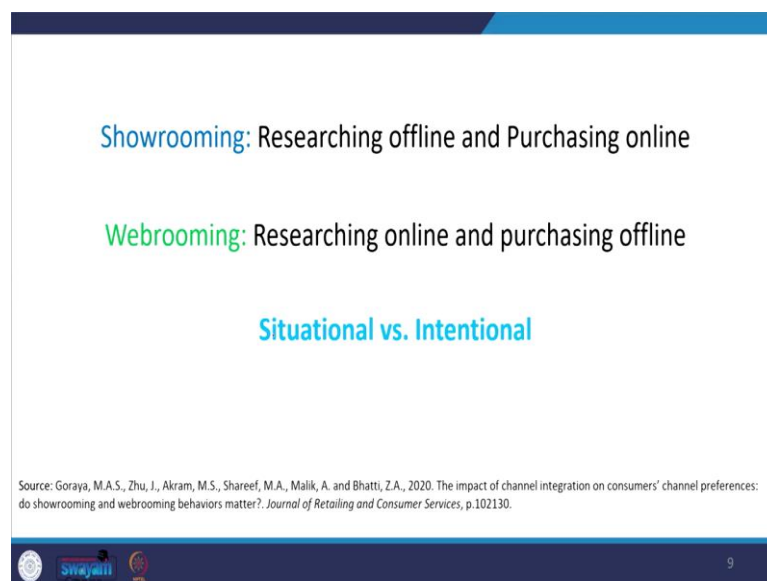 Showrooming: Researching offline and Purchasing online
Webrooming: Researching online and purchasing offline
Situational vs. Intentional
Source: Goraya, M.A.S., Zhu, J., Akram, M.S., Shareef, M.A., Malik, A. and Bhatti, Z.A., 2020. The impact of channel integration on consumers' channel preferences:
do showrooming and webrooming behaviors matter?. Journal of Retailing and Consumer Services, p.102130.
swayam
9